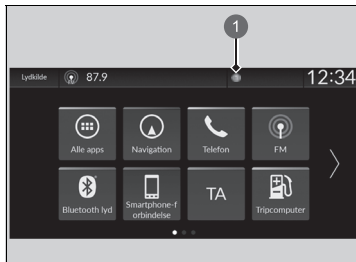 1
Lydkilde 87.9 12:34
Alle apps Navigation Telefon FM
Bluetooth lyd Smartphone-f
orbindelse TA Tripcomputer